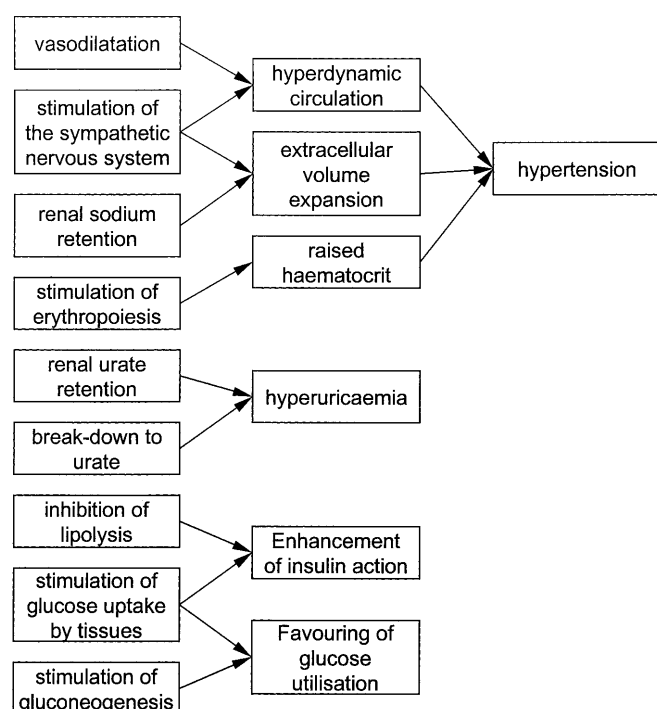 vasodilatation
stimulation of
the sympathetic
nervous system
renal sodium
retention
stimulation of
erythropoiesis
renal urate
retention
break-down to
urate
inhibition of
lipolysis
stimulation of
glucose uptake
by tissues
stimulation of
gluconeogenesis
hyperdynamic
circulation
extracellular
volume
expansion
raised
haematocrit
hyperuricaemia
Enhancement
of insulin action
Favouring of
glucose
utilisation
hypertension